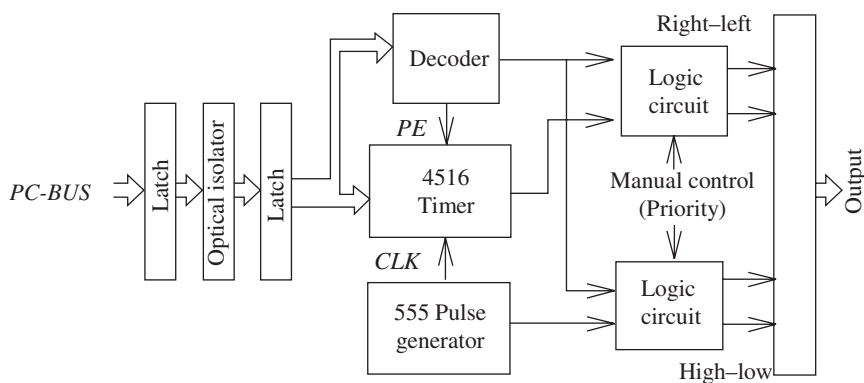 PC-BUS
Latch
Optical isolator
Latch
Decoder
PE
4516
Timer
CLK
555 Pulse
generator
Right–left
Logic
circuit
Manual control
(Priority)
Logic
circuit
High–low
Output